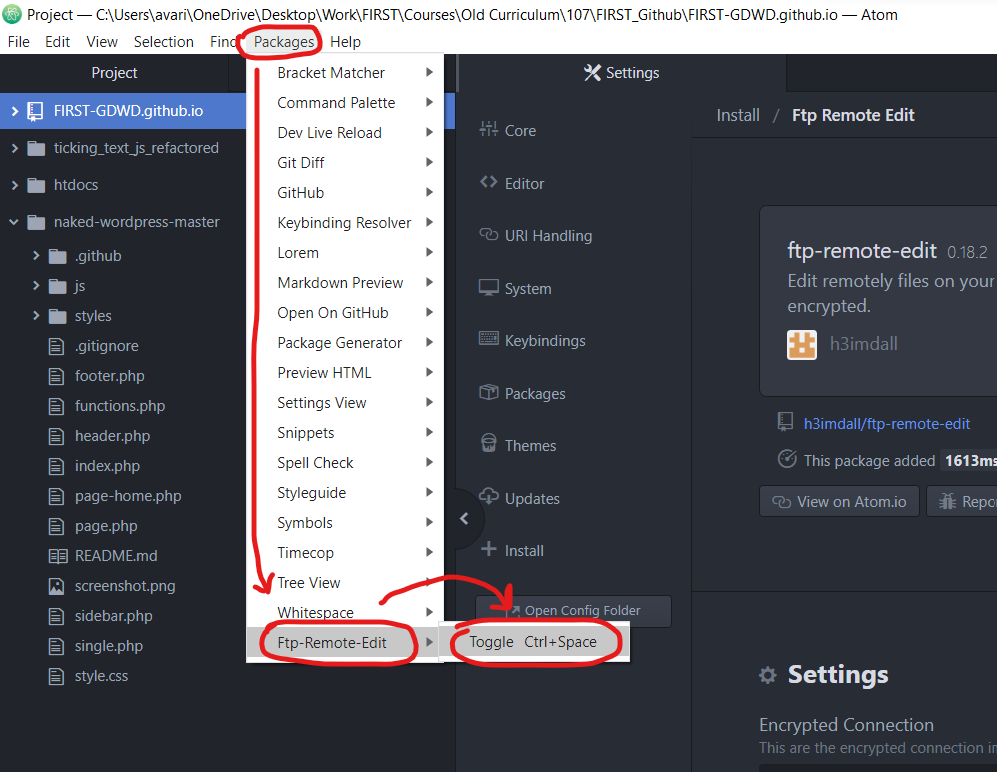 Project — C:\Users\avari\OneDrive\Desktop\Work\FIRST\Courses\Old Curriculum\107\FIRST_Github\FIRST-GDWD.github.io — Atom
File Edit View Selection Find Packages Help
Project
FIRST-GDWD.github.io
ticking_text_js_refactored
htdocs
naked-wordpress-master
.github
js
styles
.gitignore
footer.php
functions.php
header.php
index.php
page-home.php
page.php
README.md
screenshot.png
sidebar.php
single.php
style.css
Bracket Matcher
Command Palette
Dev Live Reload
Git Diff
GitHub
Keybinding Resolver
Lorem
Markdown Preview
Open On GitHub
Package Generator
Preview HTML
Settings View
Snippets
Spell Check
Styleguide
Symbols
Timecop
Tree View
Whitespace
Ftp-Remote-Edit
Toggle Ctrl+Space
Settings
Core
Editor
URI Handling
System
Keybindings
Packages
Themes
Updates
Install
Open Config Folder
Install / Ftp Remote Edit
ftp-remote-edit 0.18.2
Edit remotely files on your
encrypted.
h3imdall
h3imdall/ftp-remote-edit
This package added 1613ms
View on Atom.io Repo
Settings
Encrypted Connection
This are the encrypted connection in